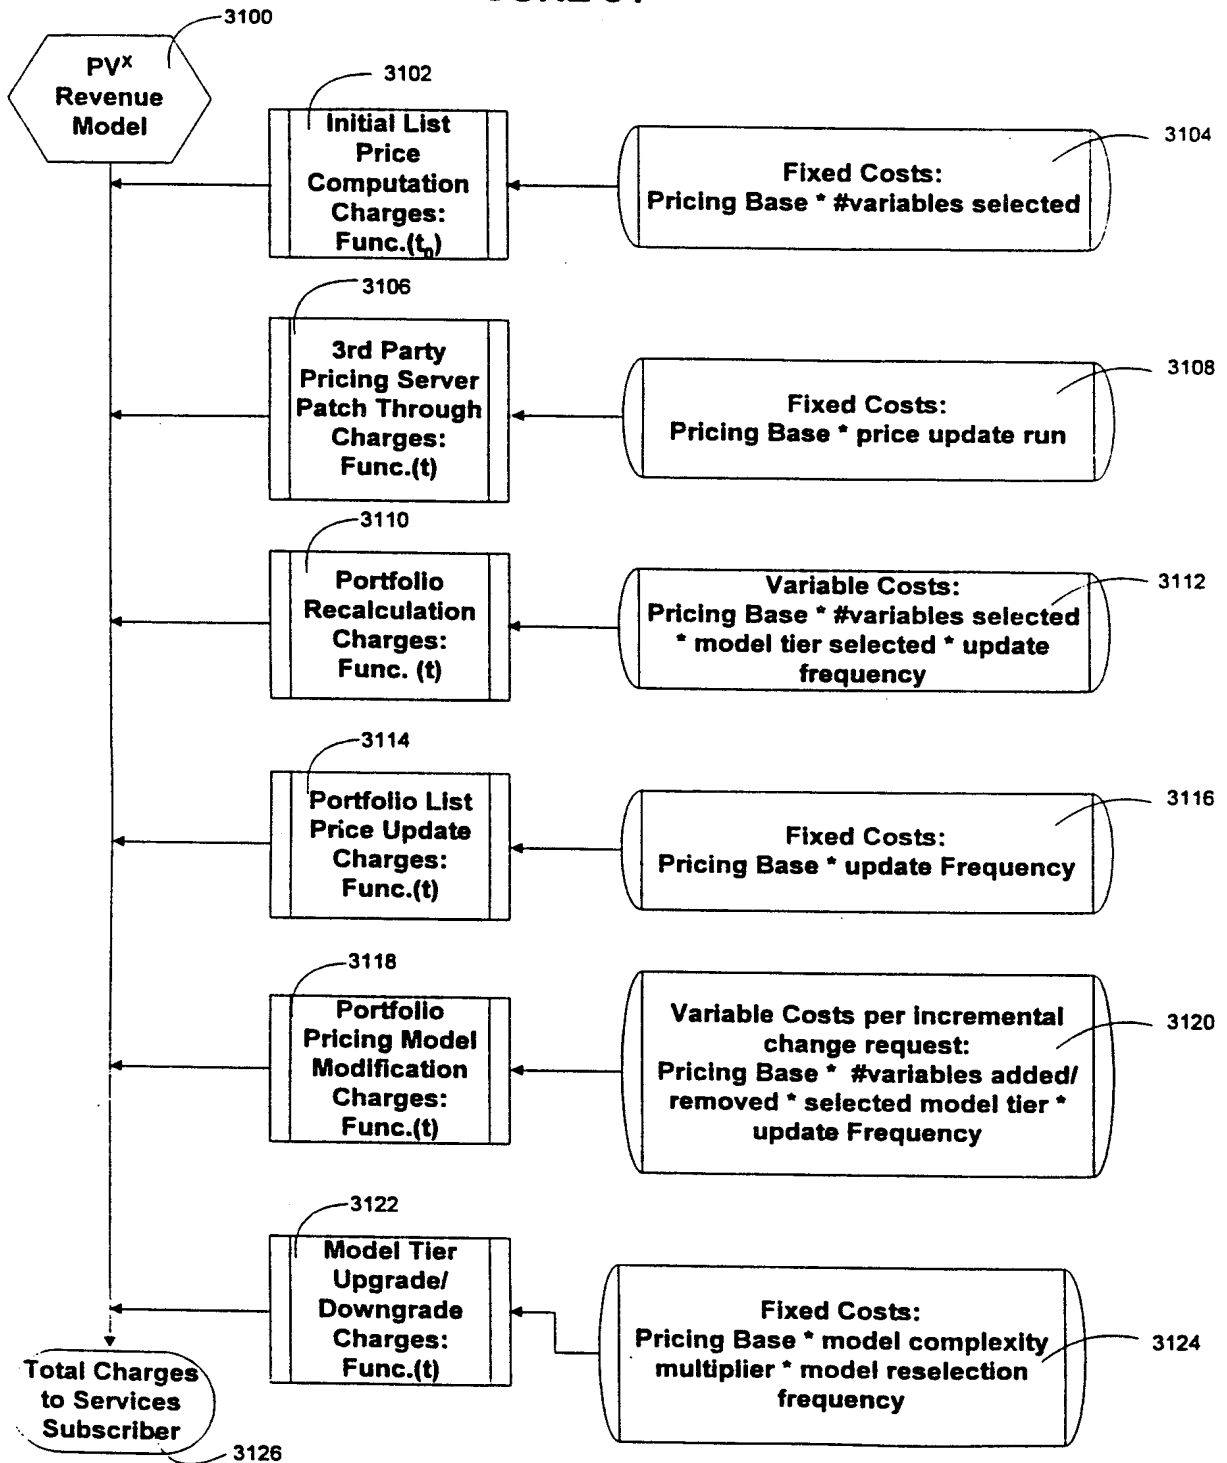 3100
PVˣ
Revenue
Model
3102
Initial List
Price
Computation
Charges:
Func.(t₀)
3104
Fixed Costs:
Pricing Base * #variables selected
3106
3rd Party
Pricing Server
Patch Through
Charges:
Func.(t)
3108
Fixed Costs:
Pricing Base * price update run
3110
Portfolio
Recalculation
Charges:
Func. (t)
3112
Variable Costs:
Pricing Base * #variables selected
* model tier selected * update
frequency
3114
Portfolio List
Price Update
Charges:
Func.(t)
3116
Fixed Costs:
Pricing Base * update Frequency
3118
Portfolio
Pricing Model
Modification
Charges:
Func.(t)
3120
Variable Costs per incremental
change request:
Pricing Base * #variables added/
removed * selected model tier *
update Frequency
3122
Model Tier
Upgrade/
Downgrade
Charges:
Func.(t)
3124
Fixed Costs:
Pricing Base * model complexity
multiplier * model reselection
frequency
Total Charges
to Services
Subscriber
3126